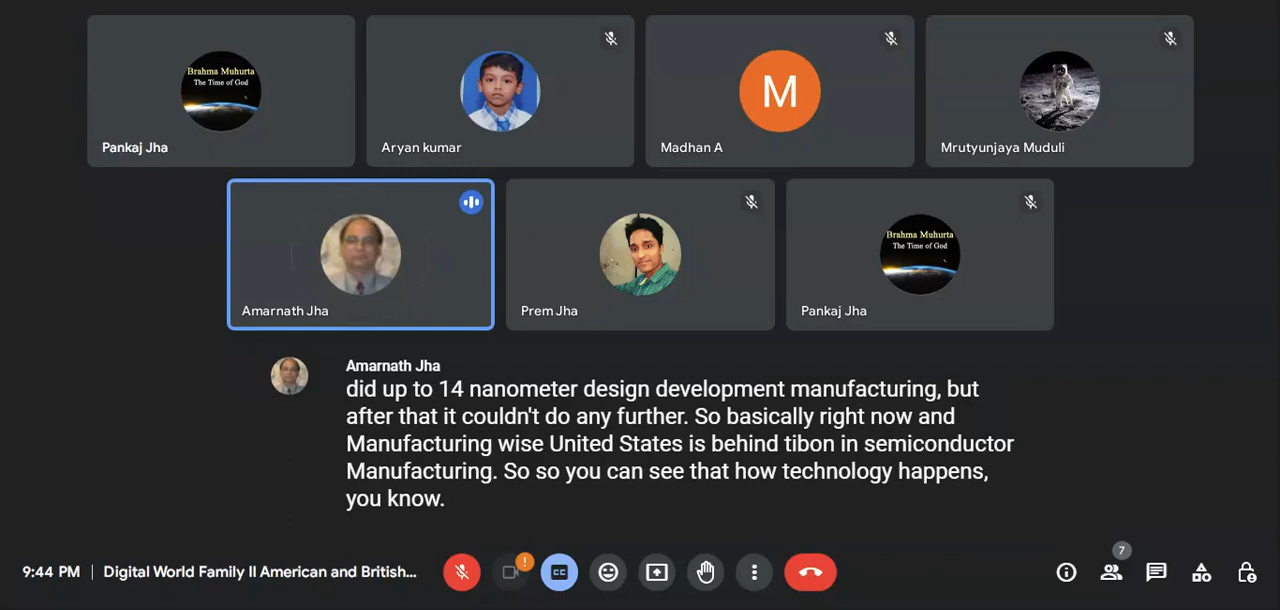 Brahma Muhurta
The Time of God
Pankaj Jha
Aryan kumar
M
Madhan A
Mrutyunjaya Muduli
Amarnath Jha
Prem Jha
Brahma Muhurta
The Time of God
Pankaj Jha
Amarnath Jha
did up to 14 nanometer design development manufacturing, but
after that it couldn't do any further. So basically right now and
Manufacturing wise United States is behind tibon in semiconductor
Manufacturing. So so you can see that how technology happens,
you know.
7
9:44 PM | Digital World Family II American and British...
!
CC